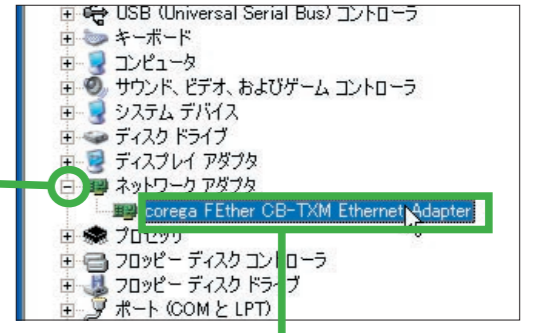 USB (Universal Serial Bus) コントローラ
キーボード
コンピュータ
サウンド、ビデオ、およびゲーム コントローラ
システム デバイス
ディスク ドライブ
ディスプレイ アダプタ
ネットワーク アダプタ
corega FEther CB-TXM Ethernet Adapter
プロセッサ
フロッピー ディスク コントローラ
フロッピー ディスク ドライブ
ポート (COM と LPT)